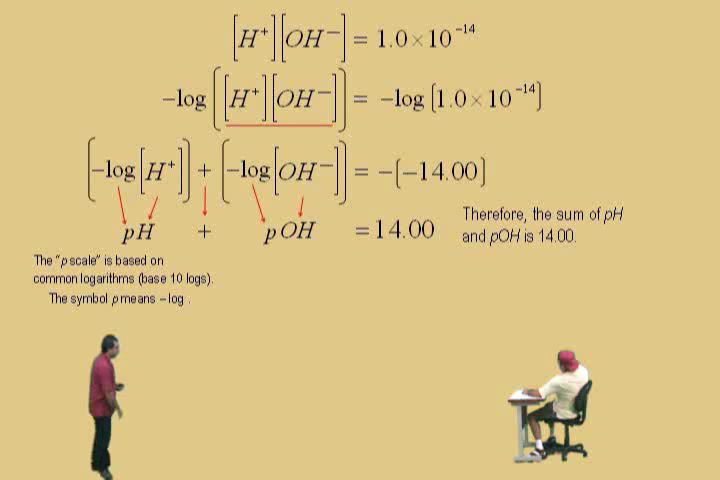 [H⁺][OH⁻] = 1.0×10⁻¹⁴
−log([H⁺][OH⁻]) = −log(1.0×10⁻¹⁴)
(−log[H⁺]) + (−log[OH⁻]) = −(−14.00)
pH + pOH = 14.00
Therefore, the sum of pH
and pOH is 14.00.
The "p scale" is based on
common logarithms (base 10 logs).
The symbol p means – log .